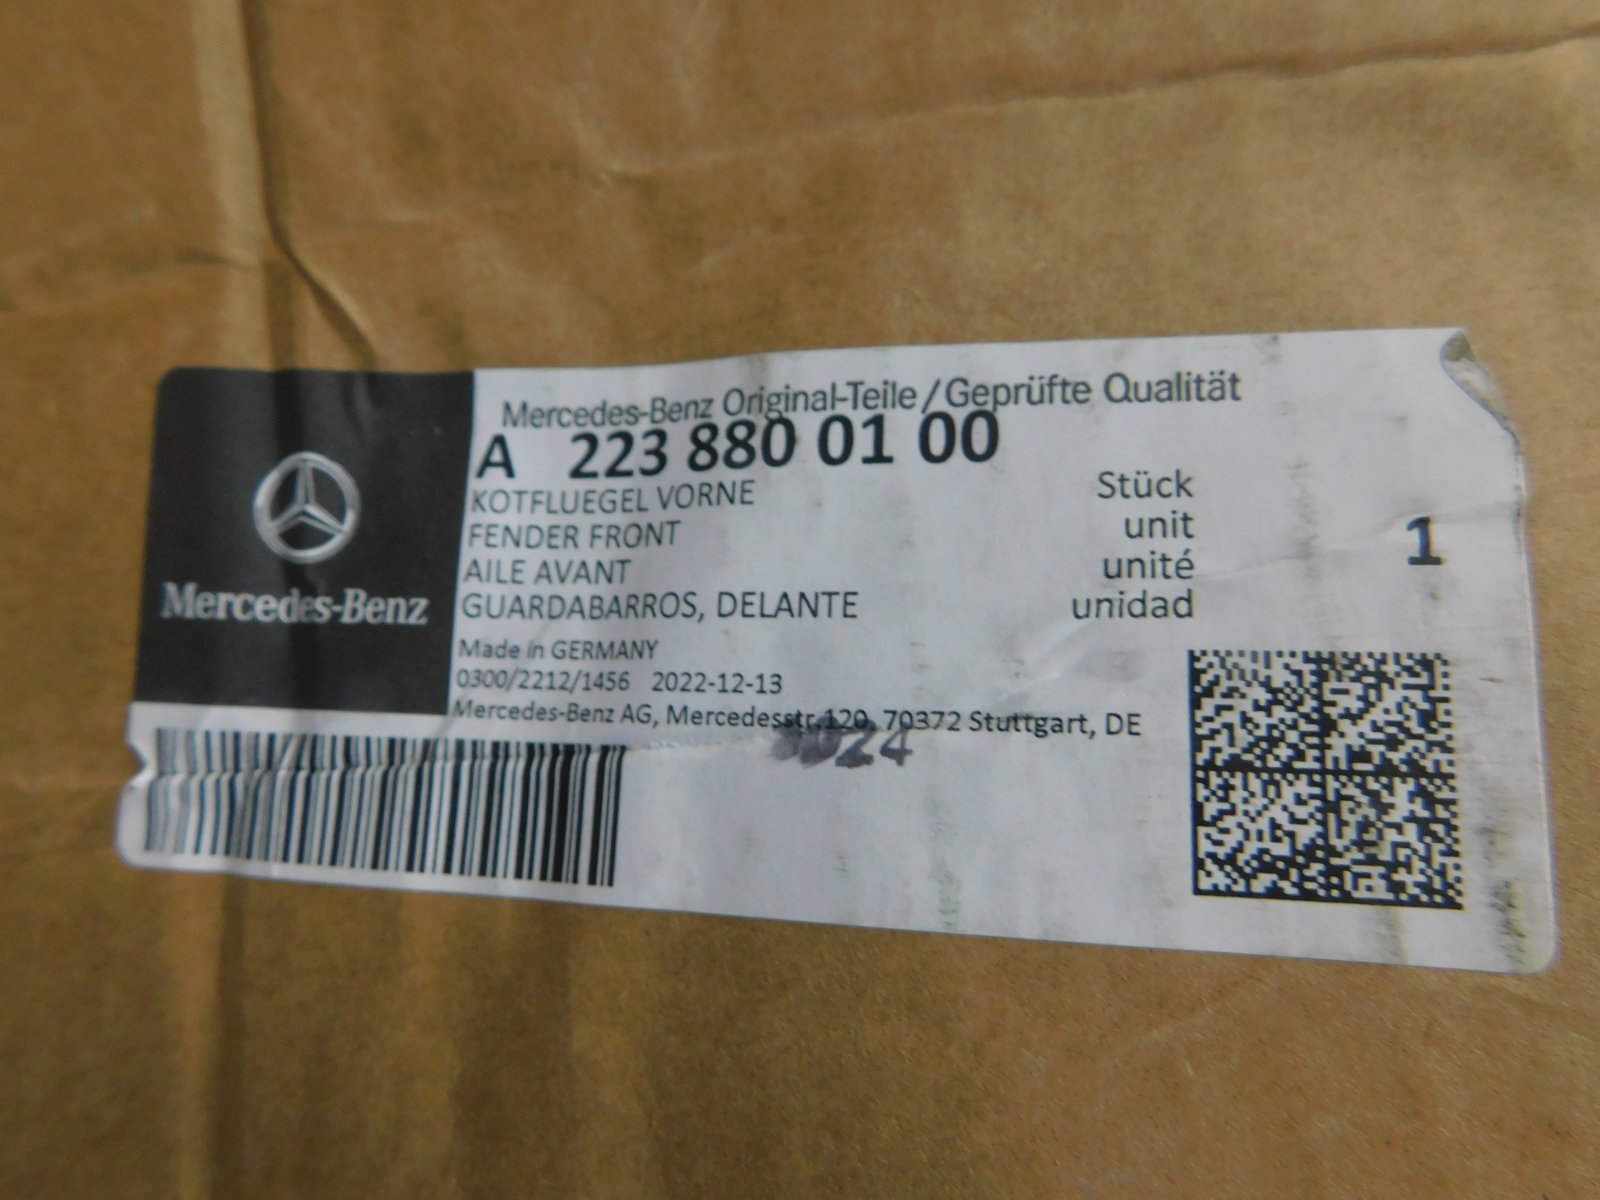 Mercedes-Benz
Mercedes-Benz Original-Teile/Geprüfte Qualität
A 223 880 01 00
KOTFLUEGEL VORNE
FENDER FRONT
AILE AVANT
GUARDABARROS, DELANTE
Stück
unit
unité
unidad
1
Made in GERMANY
0300/2212/1456 2022-12-13
Mercedes-Benz AG, Mercedesstr.120, 70372 Stuttgart, DE